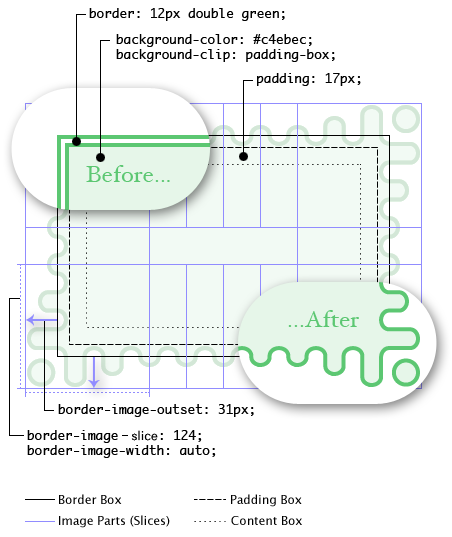 border: 12px double green;
background-color: #c4ebec;
background-clip: padding-box;
padding: 17px;
Before...
...After
border-image-outset: 31px;
border-image-slice: 124;
border-image-width: auto;
Border Box
Padding Box
Image Parts (Slices)
Content Box